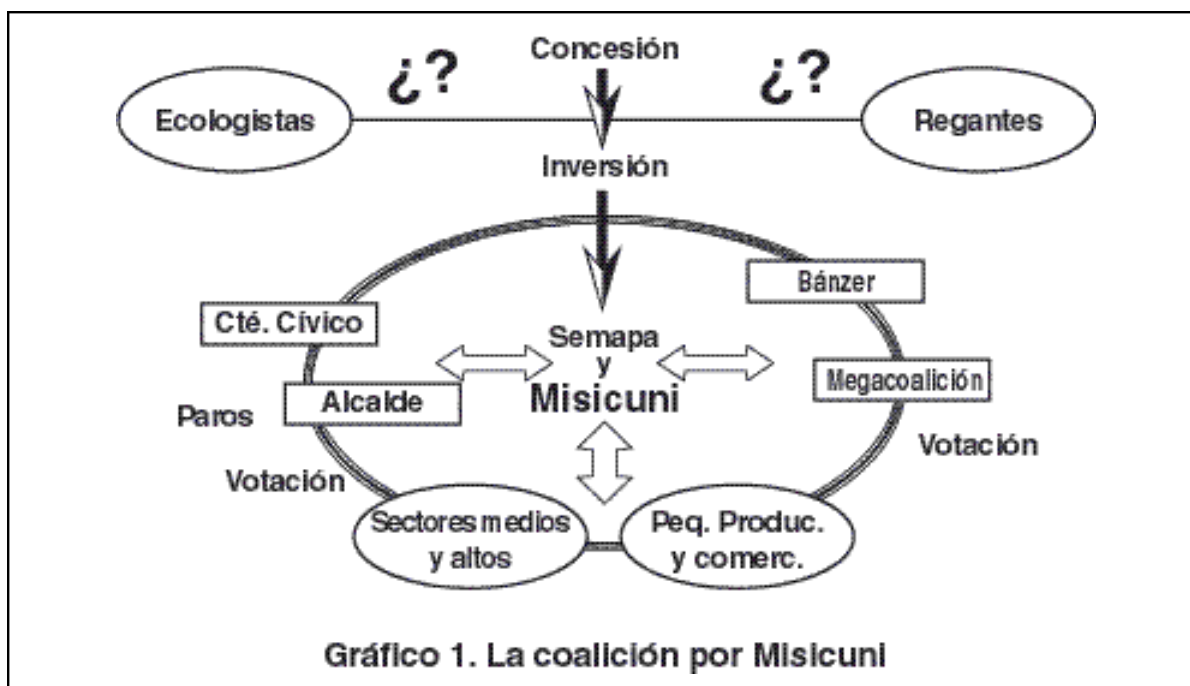 Concesión
¿?
¿?
Ecologistas
Regantes
Inversión
Bánzer
Cté. Cívico
Semapa
y
Misicuni
Megacoalición
Alcalde
Paros
Votación
Votación
Sectores medios
y altos
Peq. Produc.
y comerc.
Gráfico 1. La coalición por Misicuni